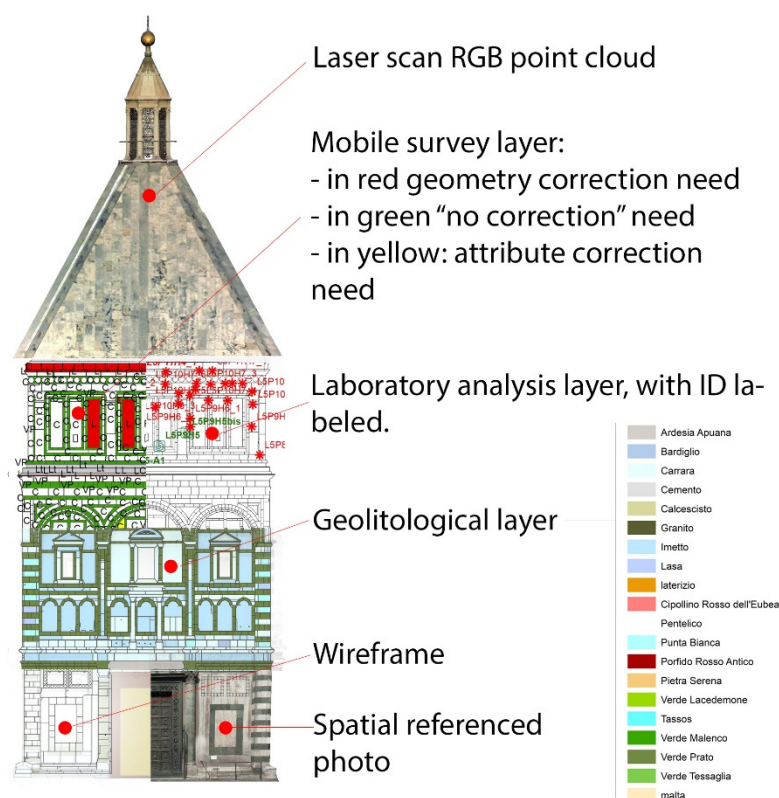 Laser scan RGB point cloud
Mobile survey layer:
- in red geometry correction need
- in green “no correction” need
- in yellow: attribute correction
need
Laboratory analysis layer, with ID la-
beled.
L5P9H6bis
L5P9H5
Geolitological layer
Wireframe
Spatial referenced
photo
Ardesia Apuana
Bardiglio
Carrara
Cemento
Calcescisto
Granito
Imetto
Lasa
laterizio
Cipollino Rosso dell'Eubea
Pentelico
Punta Bianca
Porfido Rosso Antico
Pietra Serena
Verde Lacedemone
Tassos
Verde Malenco
Verde Prato
Verde Tessaglia
malta